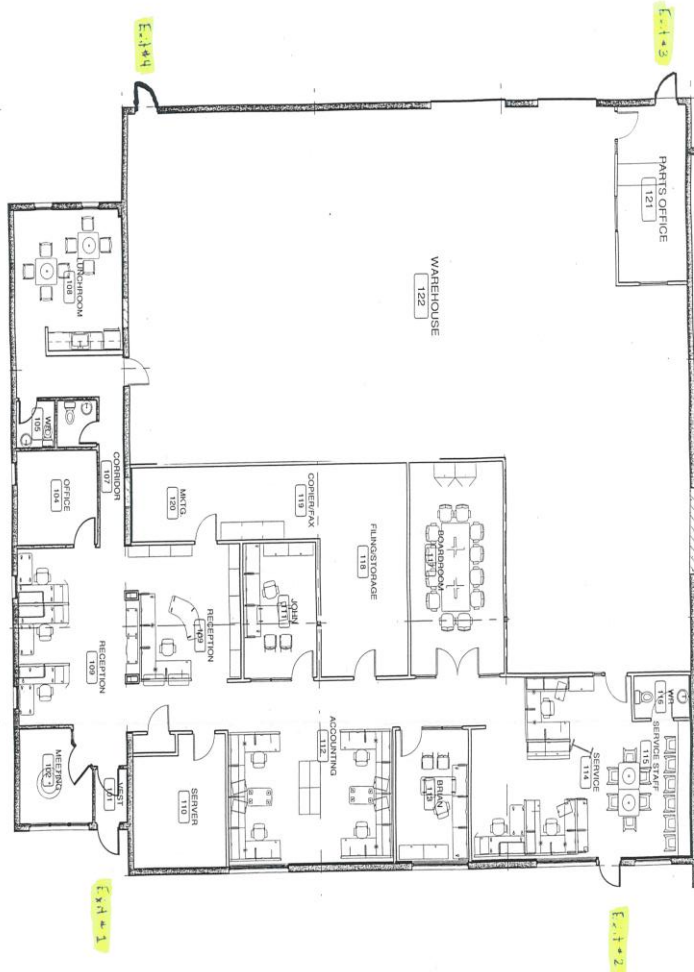 Exit #3
PARTS OFFICE
121
WR
116
SERVICE STAFF
115
Exit #2
SERVICE
114
BOARDROOM
117
BRIAN
113
WAREHOUSE
122
FILING/STORAGE
118
COPIER/FAX
119
ACCOUNTING
112
JOHN
111
RECEPTION
109
MKTG
120
SERVER
110
Exit #4
CORRIDOR
107
RECEPTION
109
VEST
101
Exit #1
LUNCHROOM
108
WR
105
OFFICE
104
MEETING
102